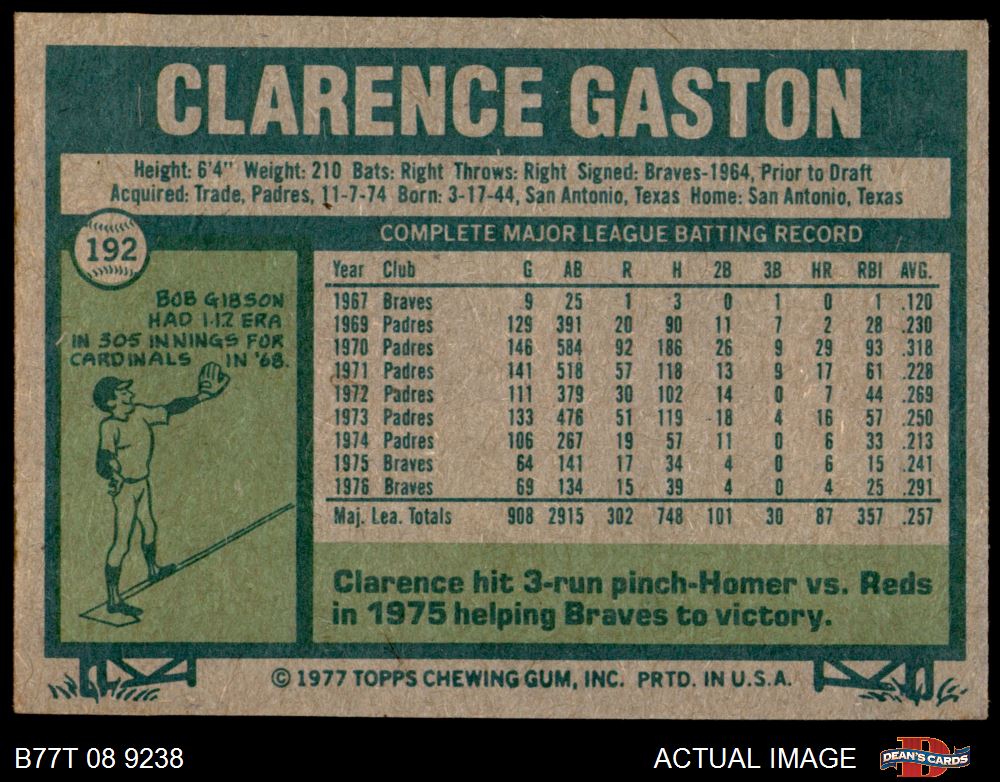 CLARENCE GASTON
Height: 6'4" Weight: 210 Bats: Right Throws: Right Signed: Braves-1964, Prior to Draft
Acquired: Trade, Padres, 11-7-74 Born: 3-17-44, San Antonio, Texas Home: San Antonio, Texas
192
BOB GIBSON
HAD 1.12 ERA
IN 305 INNINGS FOR
CARDINALS IN '68.
COMPLETE MAJOR LEAGUE BATTING RECORD
Year Club G AB R H 2B 3B HR RBI AVG.
1967 Braves 9 25 1 3 0 1 0 1 .120
1969 Padres 129 391 20 90 11 7 2 28 .230
1970 Padres 146 584 92 186 26 9 29 93 .318
1971 Padres 141 518 57 118 13 9 17 61 .228
1972 Padres 111 379 30 102 14 0 7 44 .269
1973 Padres 133 476 51 119 18 4 16 57 .250
1974 Padres 106 267 19 57 11 0 6 33 .213
1975 Braves 64 141 17 34 4 0 6 15 .241
1976 Braves 69 134 15 39 4 0 4 25 .291
Maj. Lea. Totals 908 2915 302 748 101 30 87 357 .257
Clarence hit 3-run pinch-Homer vs. Reds
in 1975 helping Braves to victory.
© 1977 TOPPS CHEWING GUM, INC. PRTD. IN U.S.A.
B77T 08 9238
ACTUAL IMAGE
DEAN'S CARDS